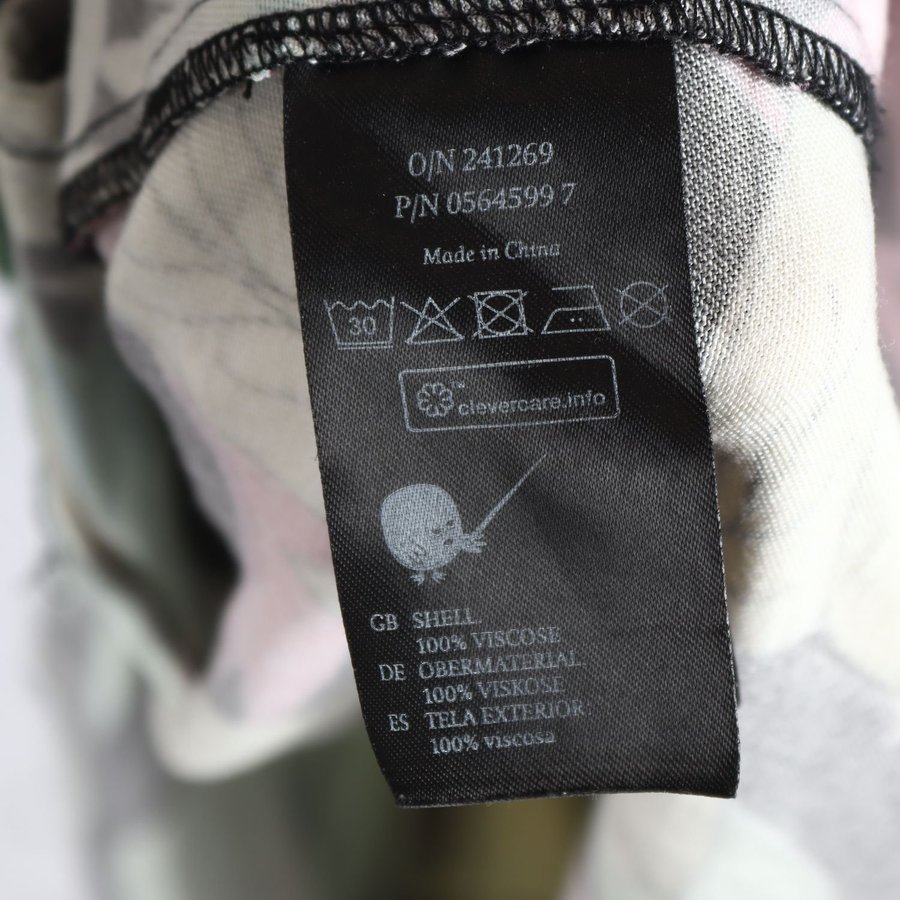 O/N 241269
P/N 0564599 7
Made in China
30
clevercare.info™
GB SHELL
100% VISCOSE
DE OBERMATERIAL
100% VISKOSE
ES TELA EXTERIOR
100% viscosa